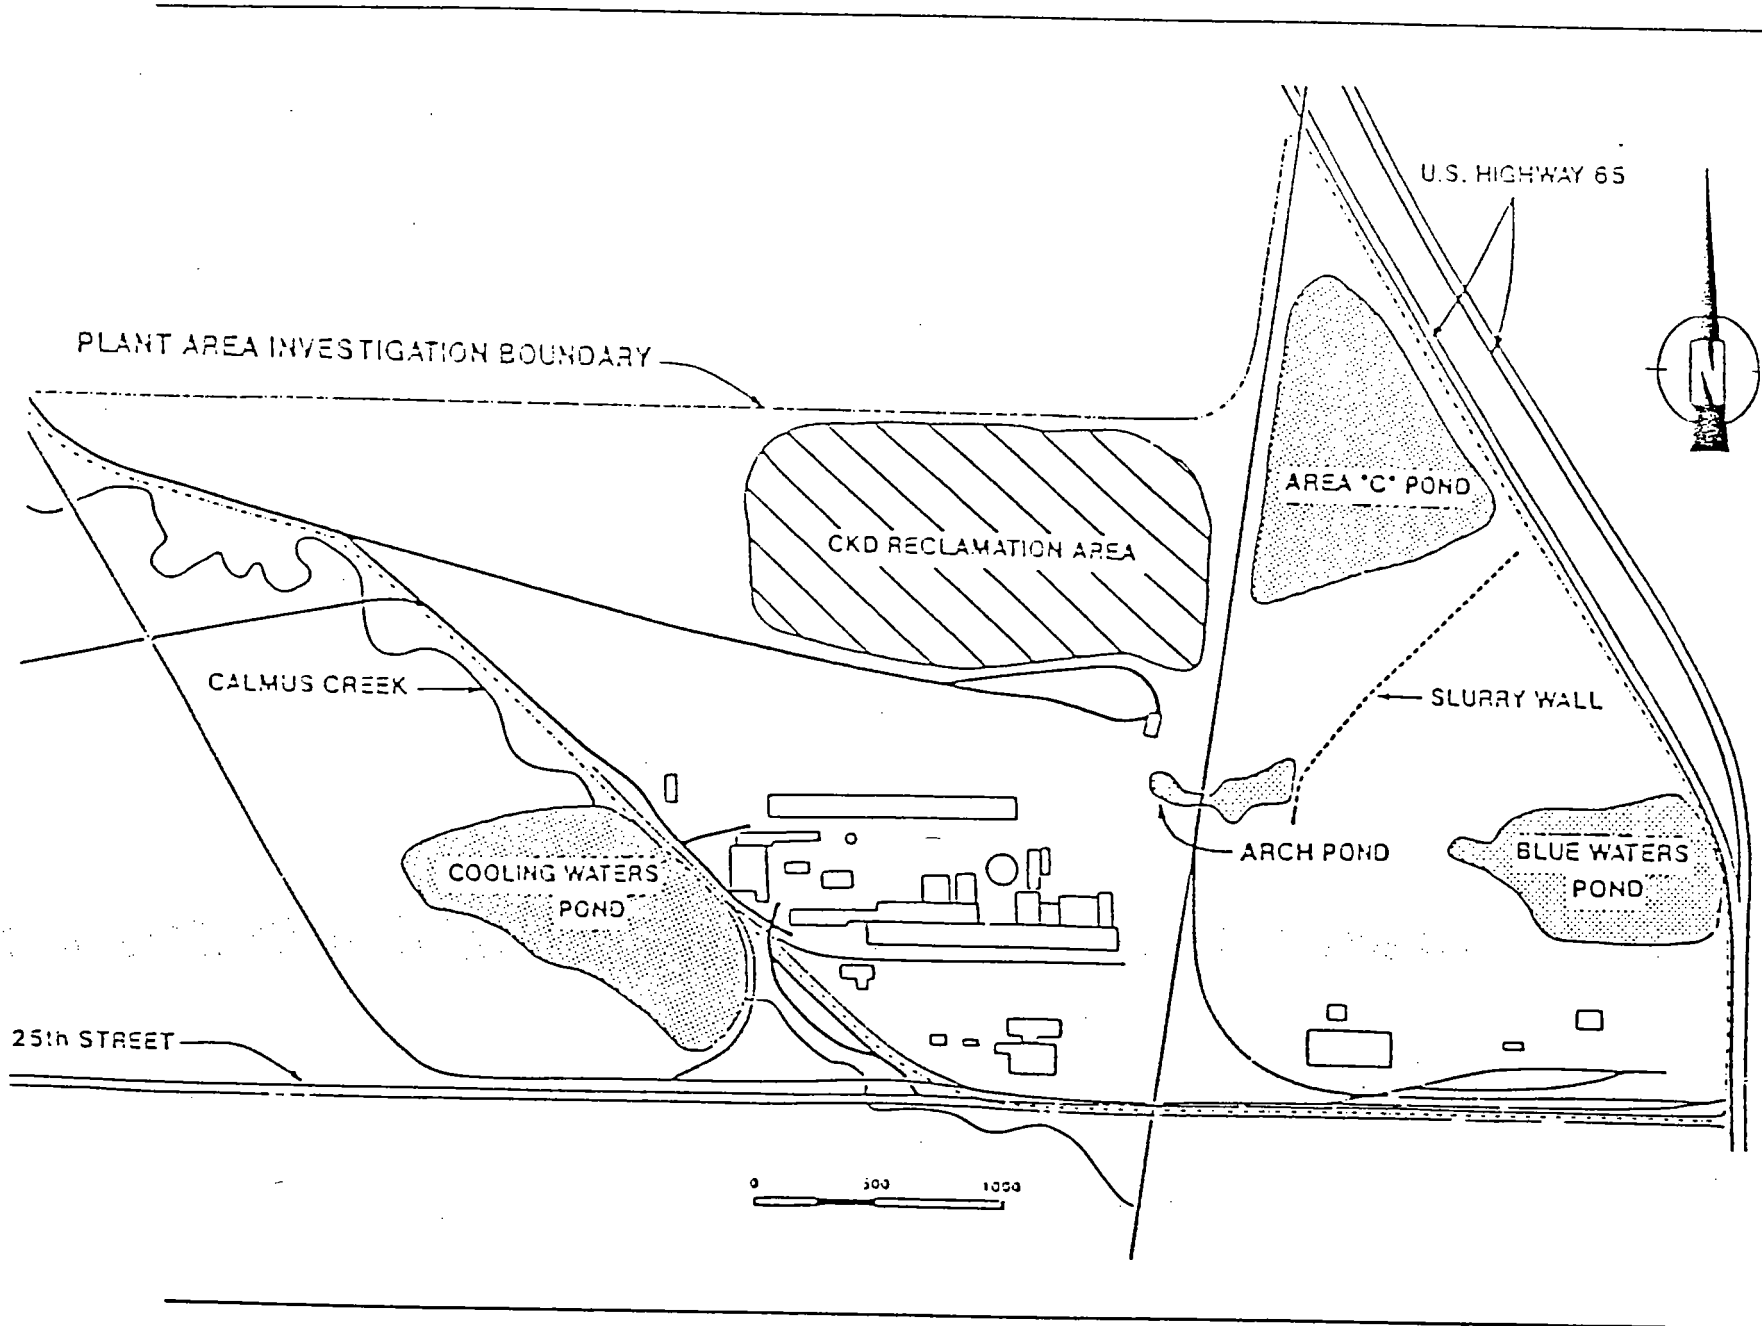 U.S. HIGHWAY 65
PLANT AREA INVESTIGATION BOUNDARY
N
AREA "C" POND
CKD RECLAMATION AREA
CALMUS CREEK
SLURRY WALL
ARCH POND
BLUE WATERS
POND
COOLING WATERS
POND
25th STREET
0 500 1000